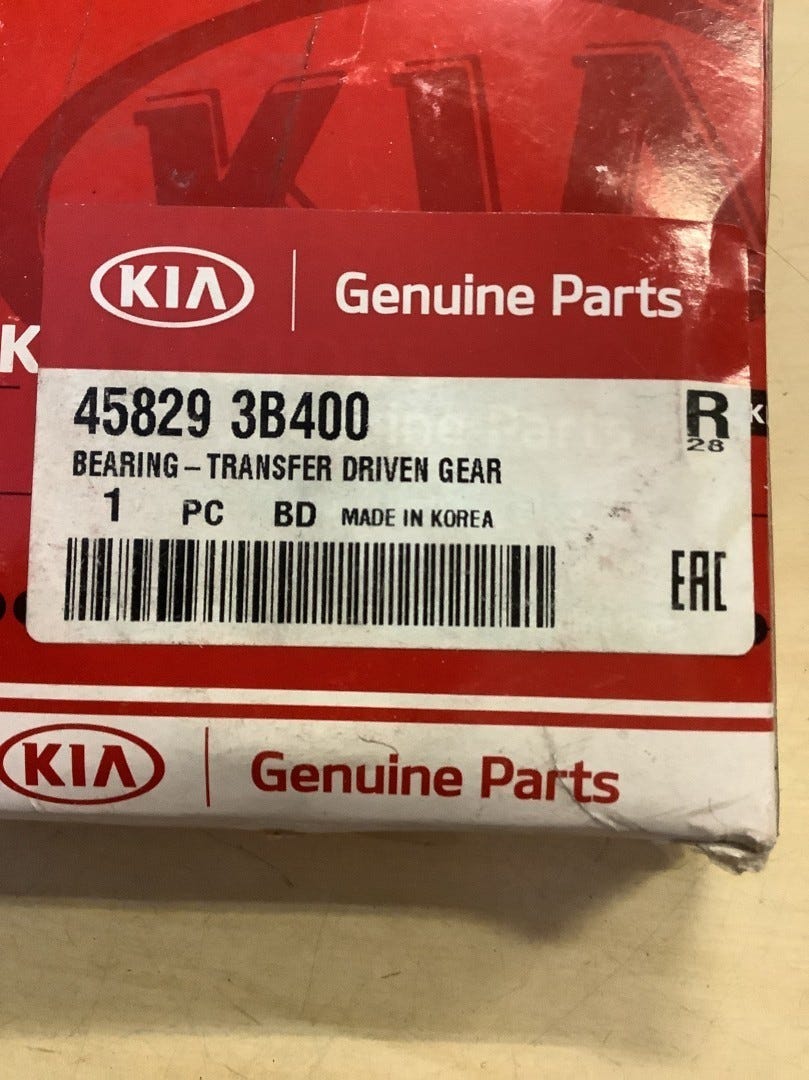 KIA
KIA Genuine Parts
K
45829 3B400 R K
28
BEARING-TRANSFER DRIVEN GEAR
1 PC BD MADE IN KOREA
EAC
KIA Genuine Parts